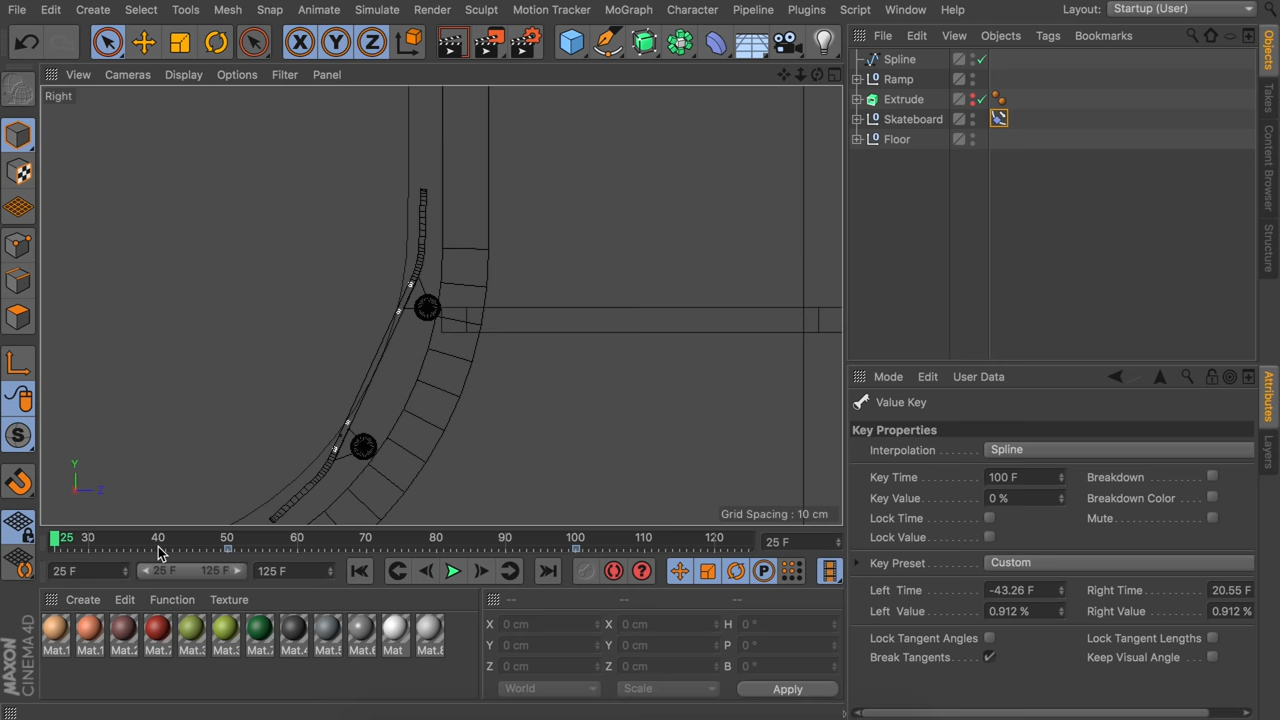 File Edit Create Select Tools Mesh Snap Animate Simulate Render Sculpt Motion Tracker MoGraph Character Pipeline Plugins Script Window Help Layout: Startup (User)
X Y Z
File Edit View Objects Tags Bookmarks
View Cameras Display Options Filter Panel
Right
Spline
Ramp
Extrude
Skateboard
Floor
Objects
Takes
Content Browser
Structure
Mode Edit User Data
Value Key
Key Properties
Interpolation Spline
Key Time 100 F Breakdown
Key Value 0 % Breakdown Color
Lock Time Mute
Lock Value
Key Preset Custom
Left Time -43.26 F Right Time 20.55 F
Left Value 0.912 % Right Value 0.912 %
Lock Tangent Angles Lock Tangent Lengths
Break Tangents Keep Visual Angle
Attributes
Layers
Y
Z
Grid Spacing : 10 cm
25 30 40 50 60 70 80 90 100 110 120 25 F
25 F 25 F 125 F 125 F
Create Edit Function Texture
-- -- --
X 0 cm X 0 cm H 0 °
Y 0 cm Y 0 cm P 0 °
Z 0 cm Z 0 cm B 0 °
World Scale Apply
Mat.1 Mat.1 Mat.2 Mat.7 Mat.3 Mat.3 Mat.7 Mat.4 Mat.5 Mat.6 Mat Mat.8
MAXON
CINEMA 4D